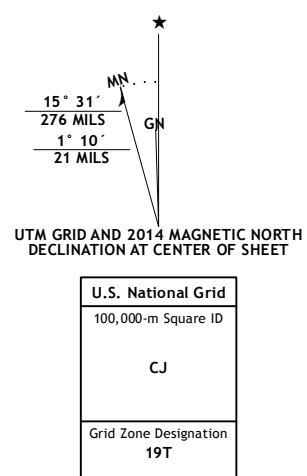 ★
MN
GN
15° 31´
276 MILS
1° 10´
21 MILS
UTM GRID AND 2014 MAGNETIC NORTH
DECLINATION AT CENTER OF SHEET
U.S. National Grid
100,000-m Square ID
CJ
Grid Zone Designation
19T